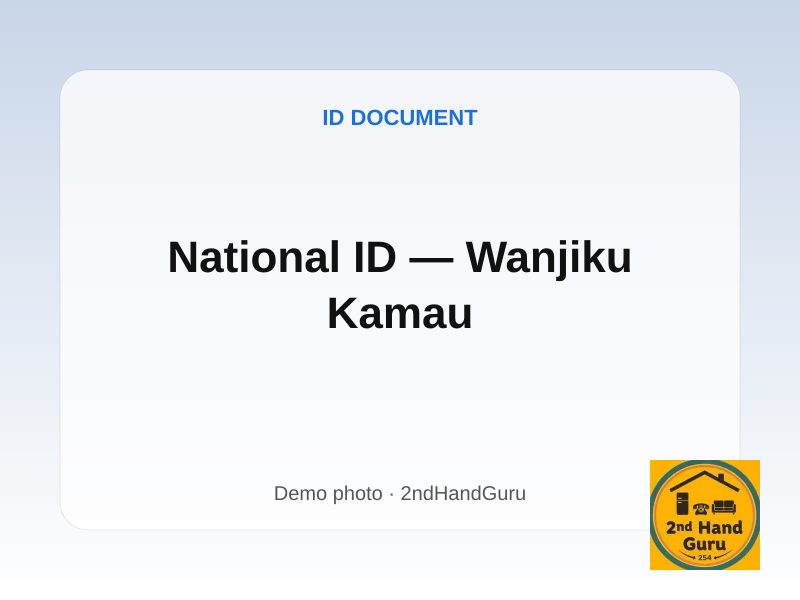 ID DOCUMENT
National ID — Wanjiku
Kamau
Demo photo · 2ndHandGuru
2nd Hand
Guru
254